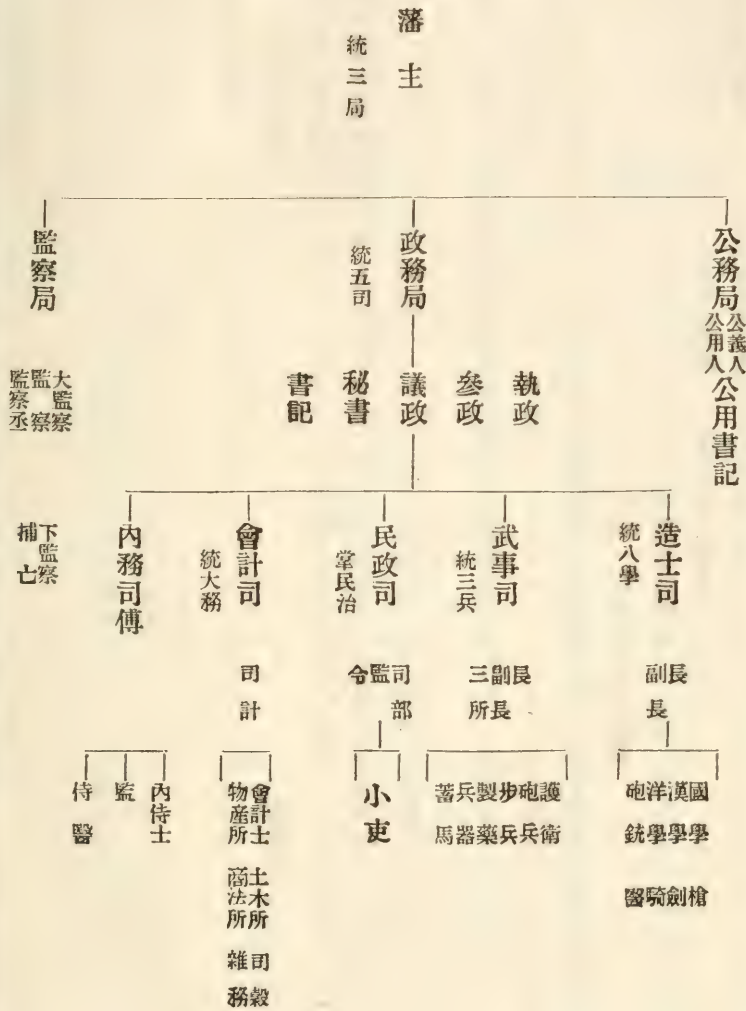 藩主
統三局
公務局
公義人
公用人
公用書記
政務局
統五司
執政
參政
議政
秘書
書記
監察局
大監察
監察
監察丞
下監察
捕亡
造士司
統八學
長
副長
國學
漢學
洋學
砲銃
槍
劍
騎
醫
武事司
統三兵
長
副長
三所
護衛
砲兵
步兵
製藥
兵器
蓄馬
民政司
掌民治
司部
監
令
小吏
會計司
統大務
司計
會計士
物產所
土木所
商法所
司穀
雜務
內務司傅
內侍士
監
侍醫